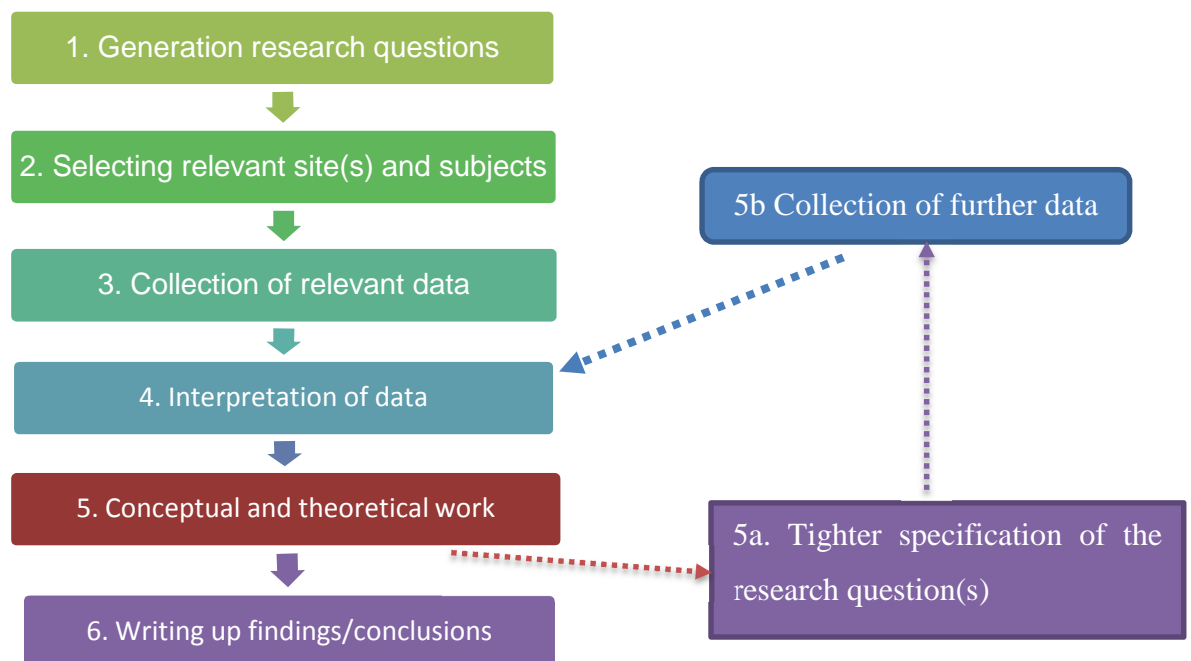 1. Generation research questions
2. Selecting relevant site(s) and subjects
3. Collection of relevant data
4. Interpretation of data
5. Conceptual and theoretical work
6. Writing up findings/conclusions
5b Collection of further data
5a. Tighter specification of the
research question(s)